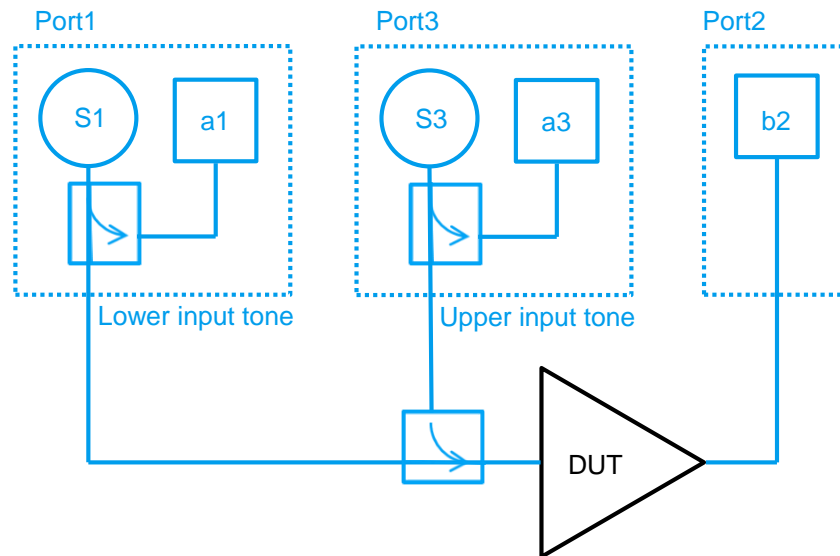 Port1
Port3
Port2
S1
a1
S3
a3
b2
Lower input tone
Upper input tone
DUT